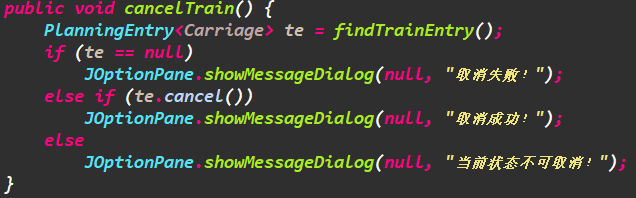 public void cancelTrain() {
    PlanningEntry<Carriage> te = findTrainEntry();
    if (te == null)
        JOptionPane.showMessageDialog(null, "取消失败！");
    else if (te.cancel())
        JOptionPane.showMessageDialog(null, "取消成功！");
    else
        JOptionPane.showMessageDialog(null, "当前状态不可取消！");
}